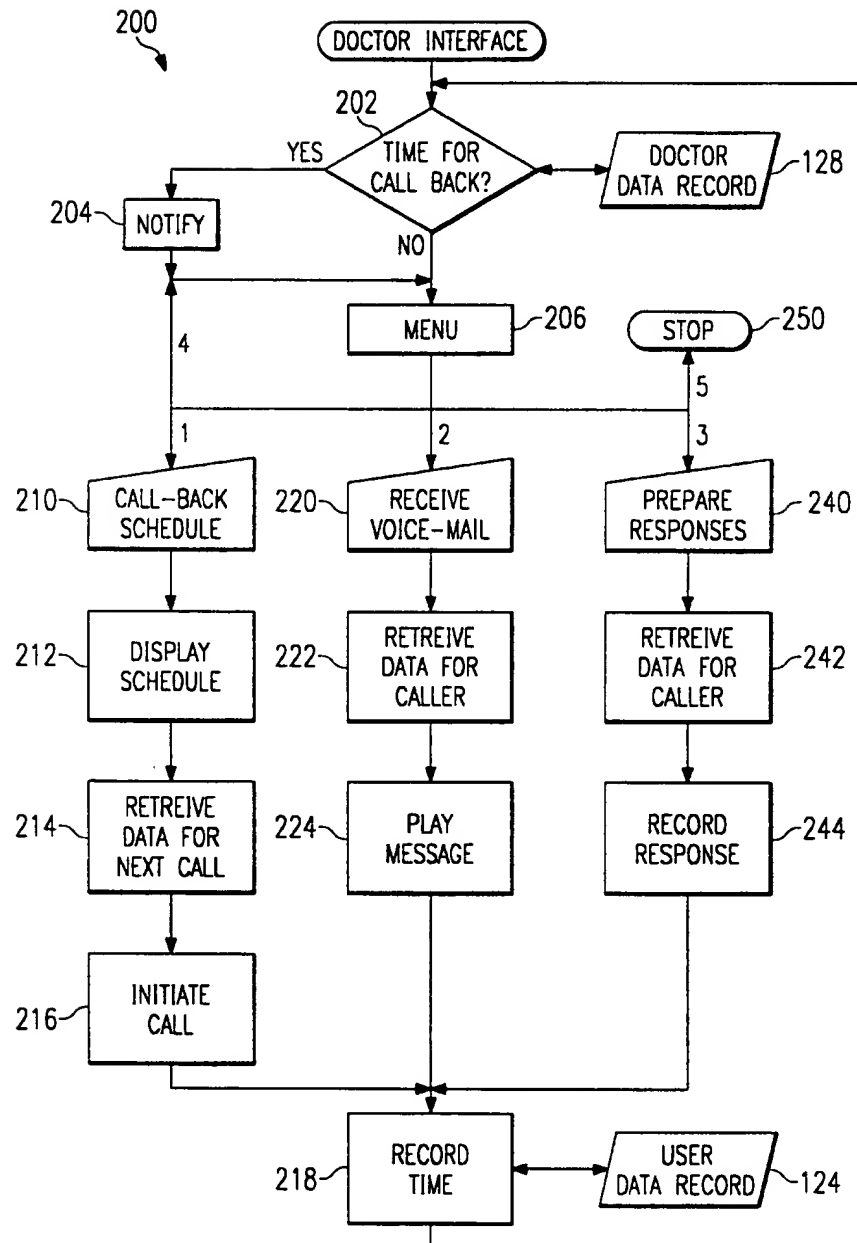 200
DOCTOR INTERFACE
202
YES
TIME FOR
CALL BACK?
DOCTOR
DATA RECORD
128
204
NOTIFY
NO
MENU
206
STOP
250
4
5
1
2
3
210
CALL-BACK
SCHEDULE
220
RECEIVE
VOICE-MAIL
PREPARE
RESPONSES
240
212
DISPLAY
SCHEDULE
222
RETREIVE
DATA FOR
CALLER
RETREIVE
DATA FOR
CALLER
242
214
RETREIVE
DATA FOR
NEXT CALL
224
PLAY
MESSAGE
RECORD
RESPONSE
244
216
INITIATE
CALL
218
RECORD
TIME
USER
DATA RECORD
124